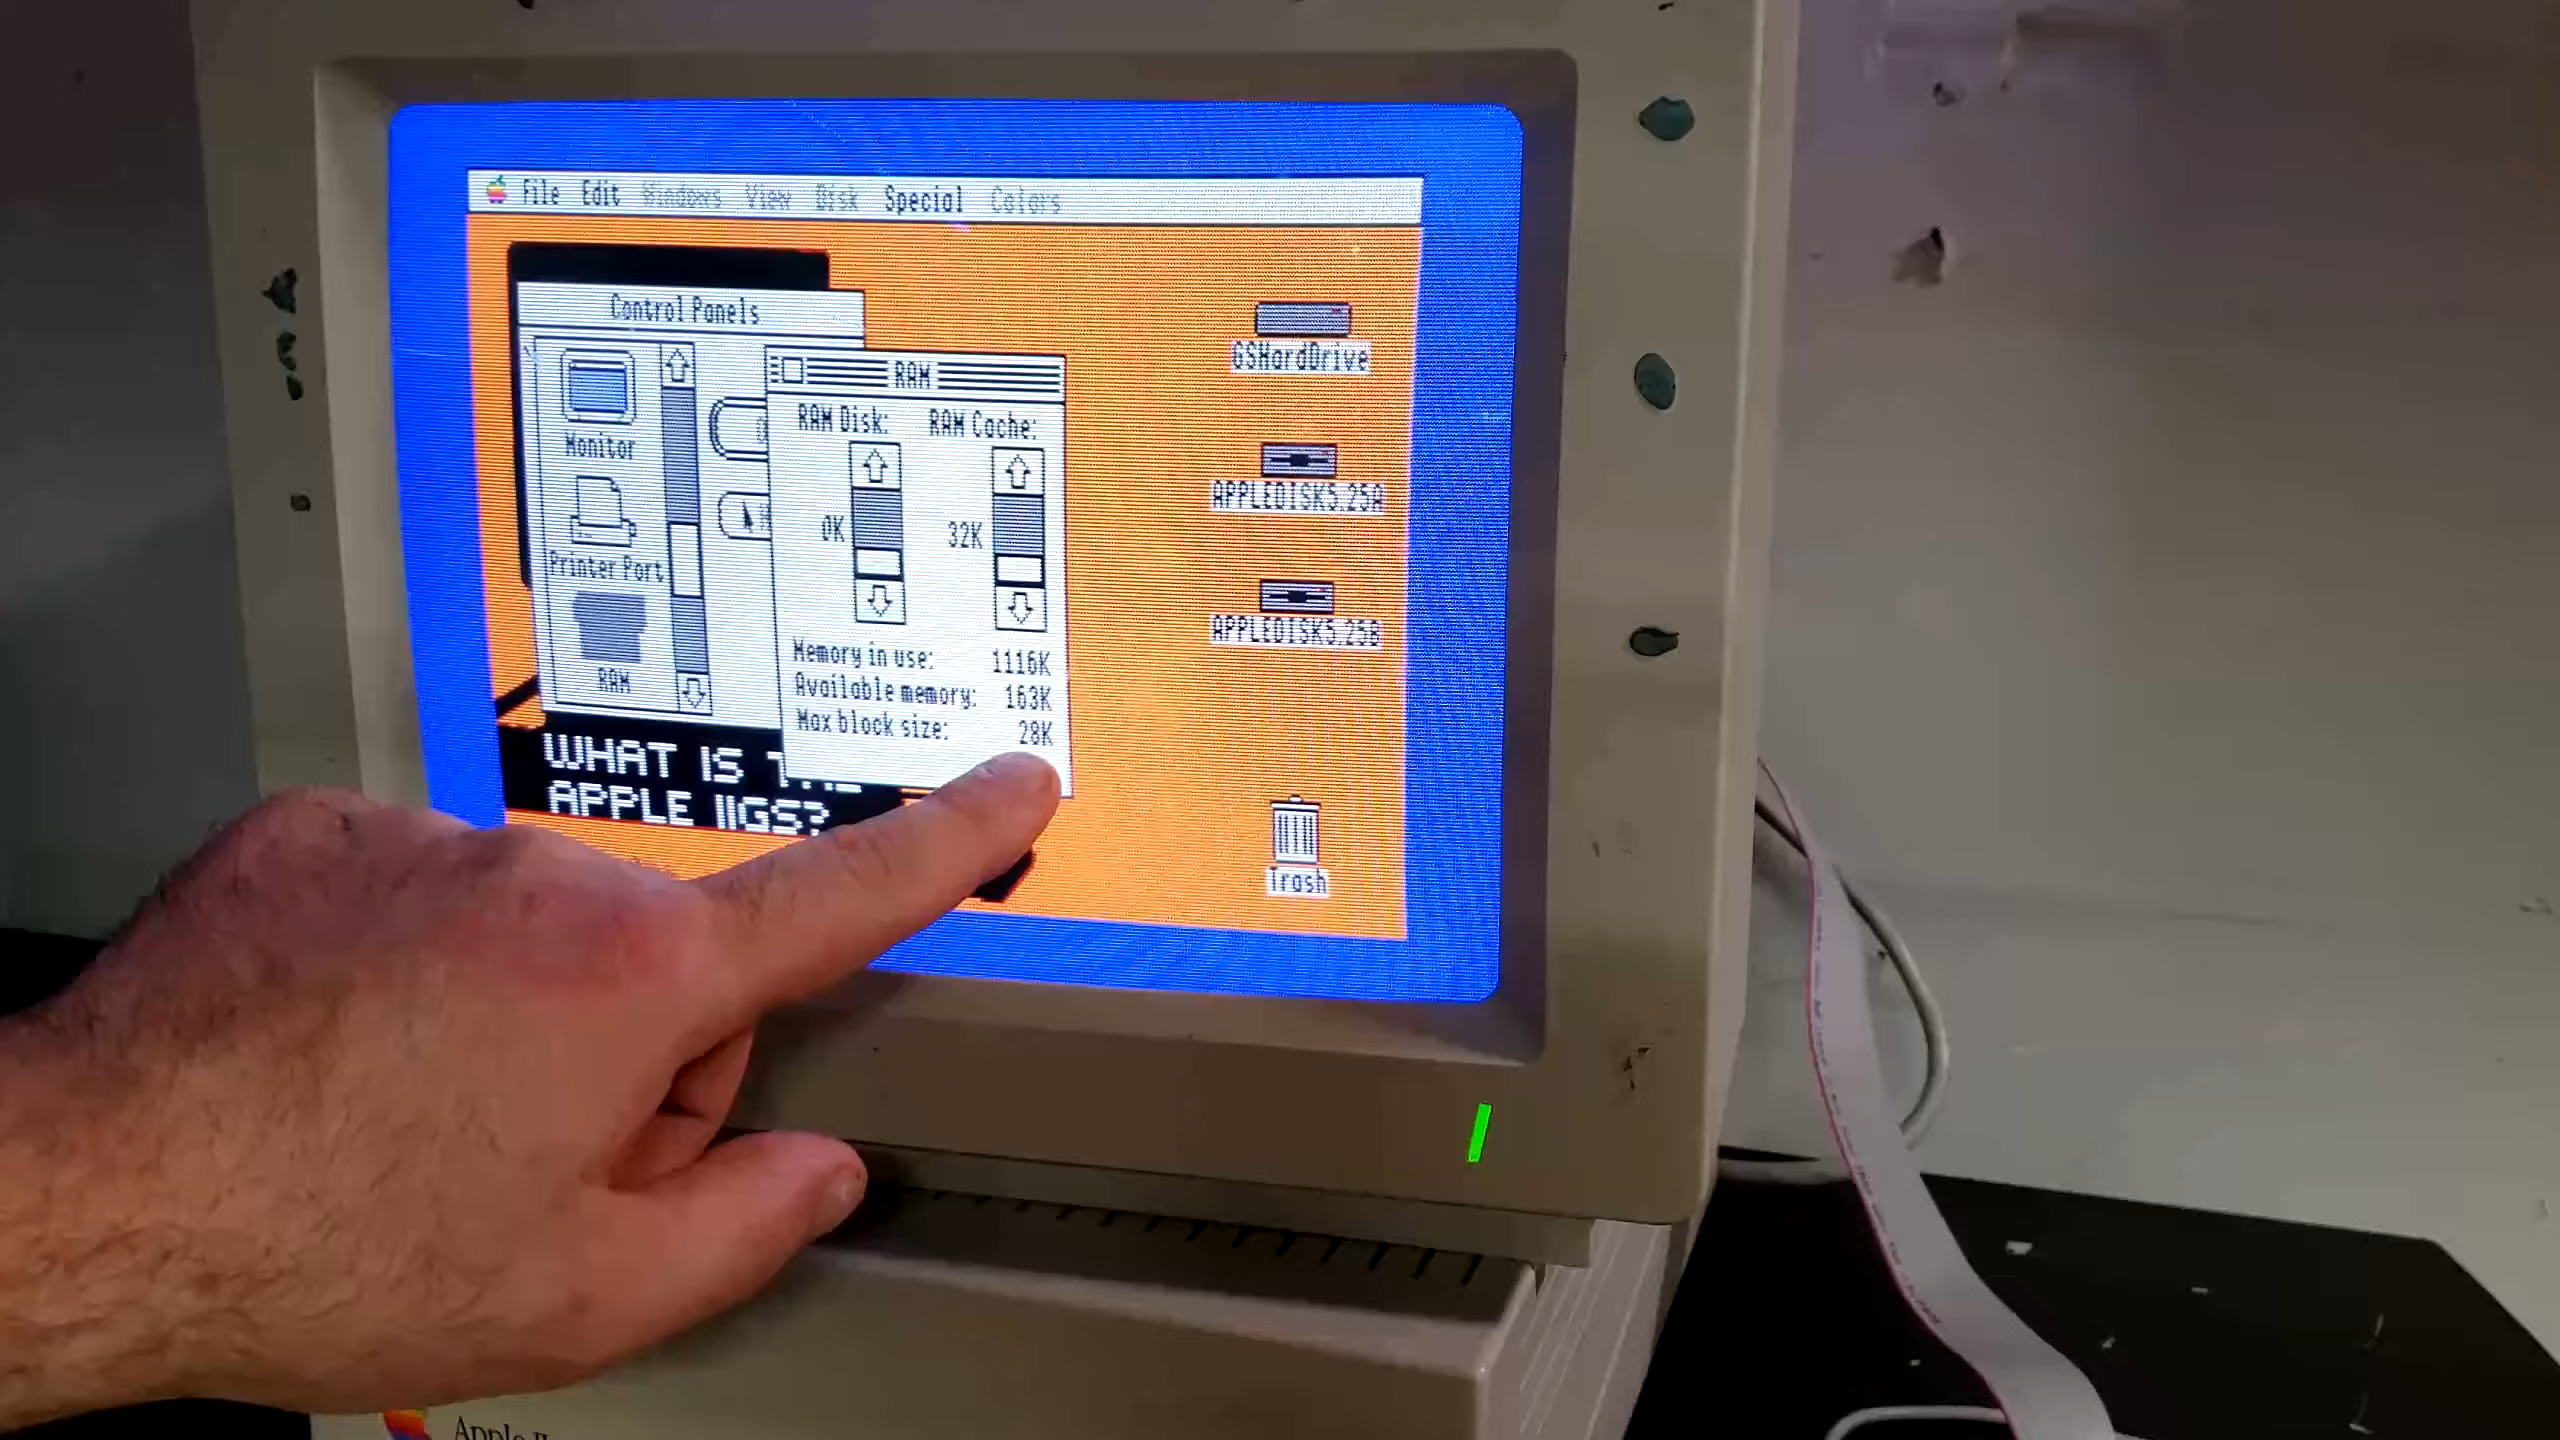 File Edit Windows View Disk Special Colors
Control Panels
Monitor
Printer Port
RAM
RAM
RAM Disk: RAM Cache:
0K 32K
Memory in use: 1116K
Available memory: 163K
Max block size: 28K
GSHardDrive
APPLEDISK5.25A
APPLEDISK5.25B
Trash
WHAT IS
APPLE IIGS?
Apple